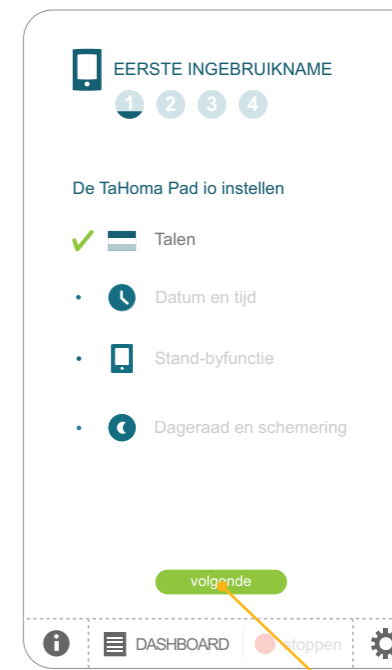 EERSTE INGEBRUIKNAME
1 2 3 4
De TaHoma Pad io instellen
Talen
Datum en tijd
Stand-byfunctie
Dageraad en schemering
volgende
i DASHBOARD stoppen